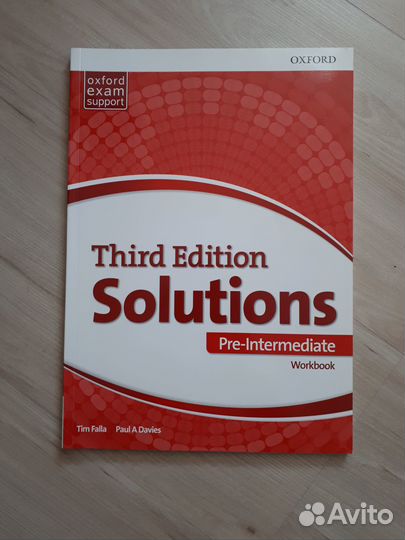 OXFORD
oxford
exam
support
Third Edition
Solutions
Pre-Intermediate
Workbook
Tim Falla Paul A Davies
Avito